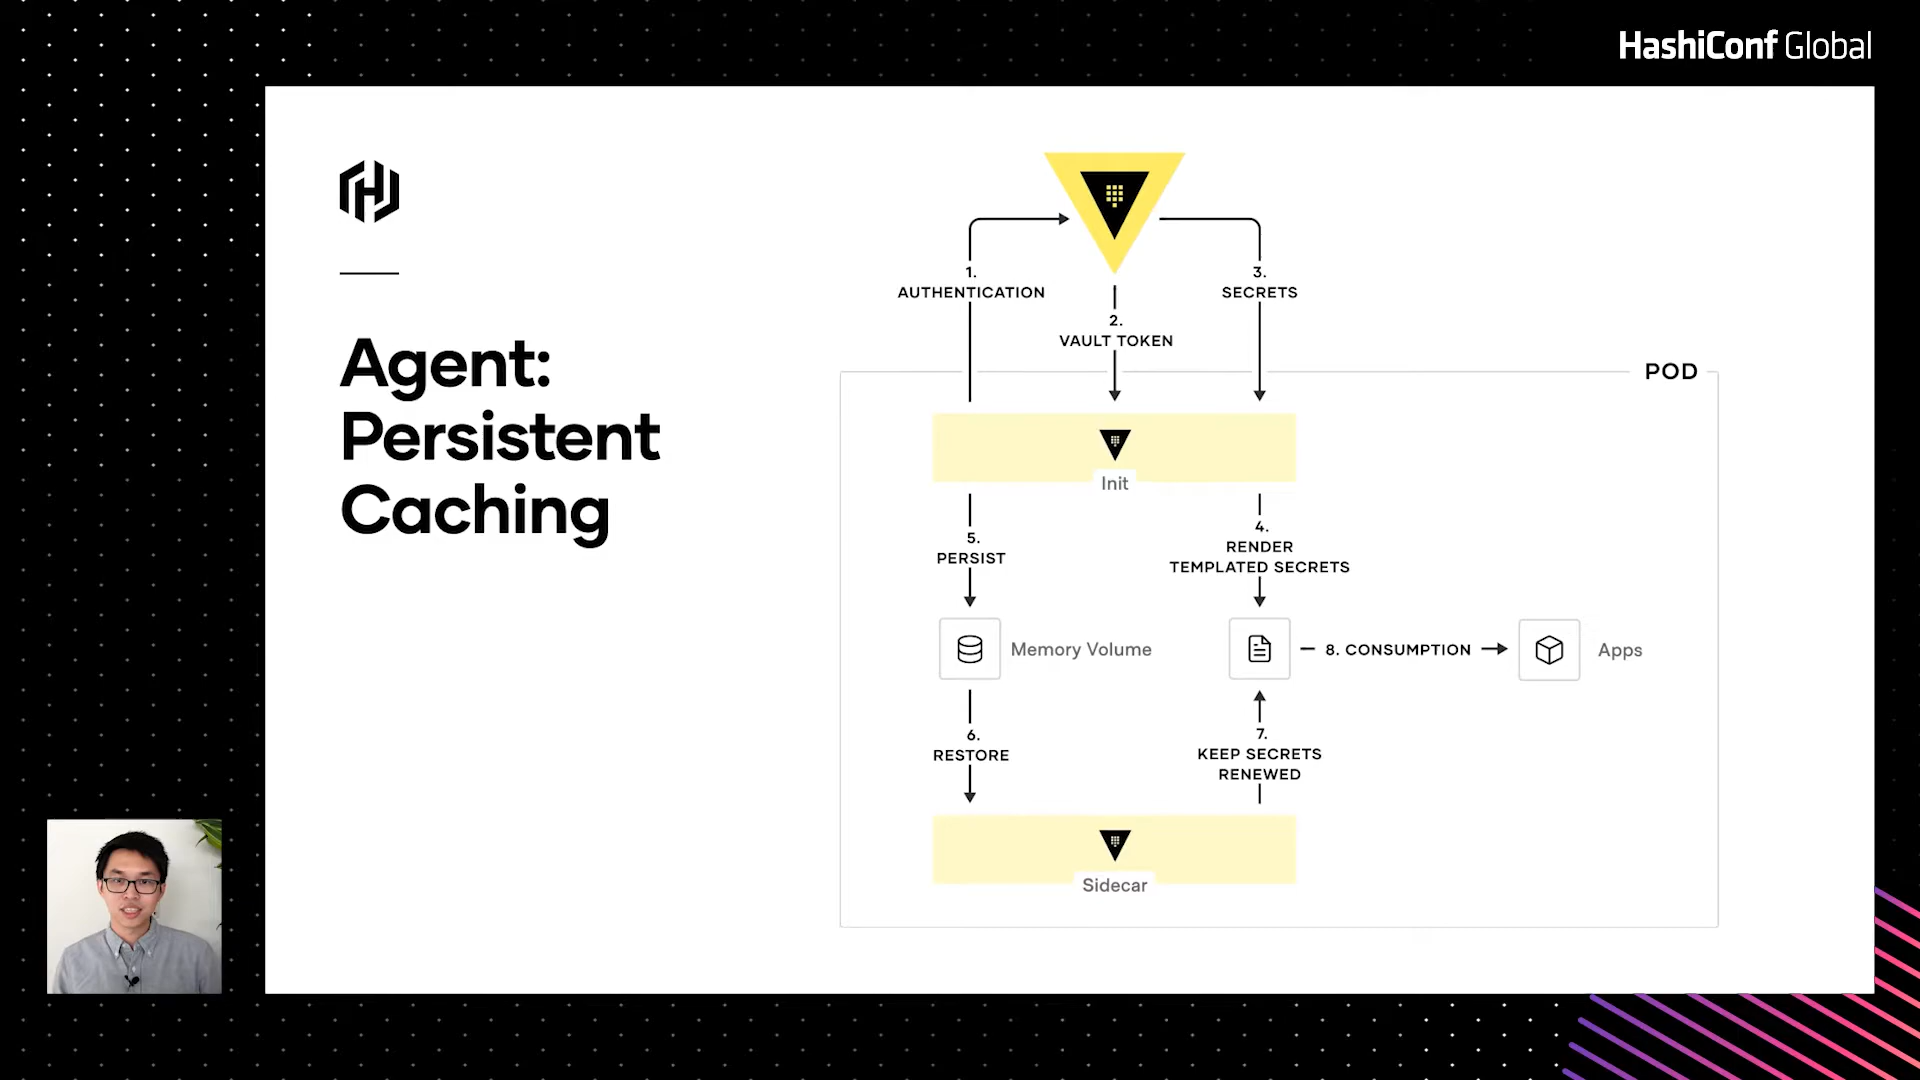 HashiConf Global
Agent:
Persistent
Caching
1.
AUTHENTICATION
2.
VAULT TOKEN
3.
SECRETS
POD
Init
5.
PERSIST
4.
RENDER
TEMPLATED SECRETS
Memory Volume
8. CONSUMPTION
Apps
6.
RESTORE
7.
KEEP SECRETS
RENEWED
Sidecar